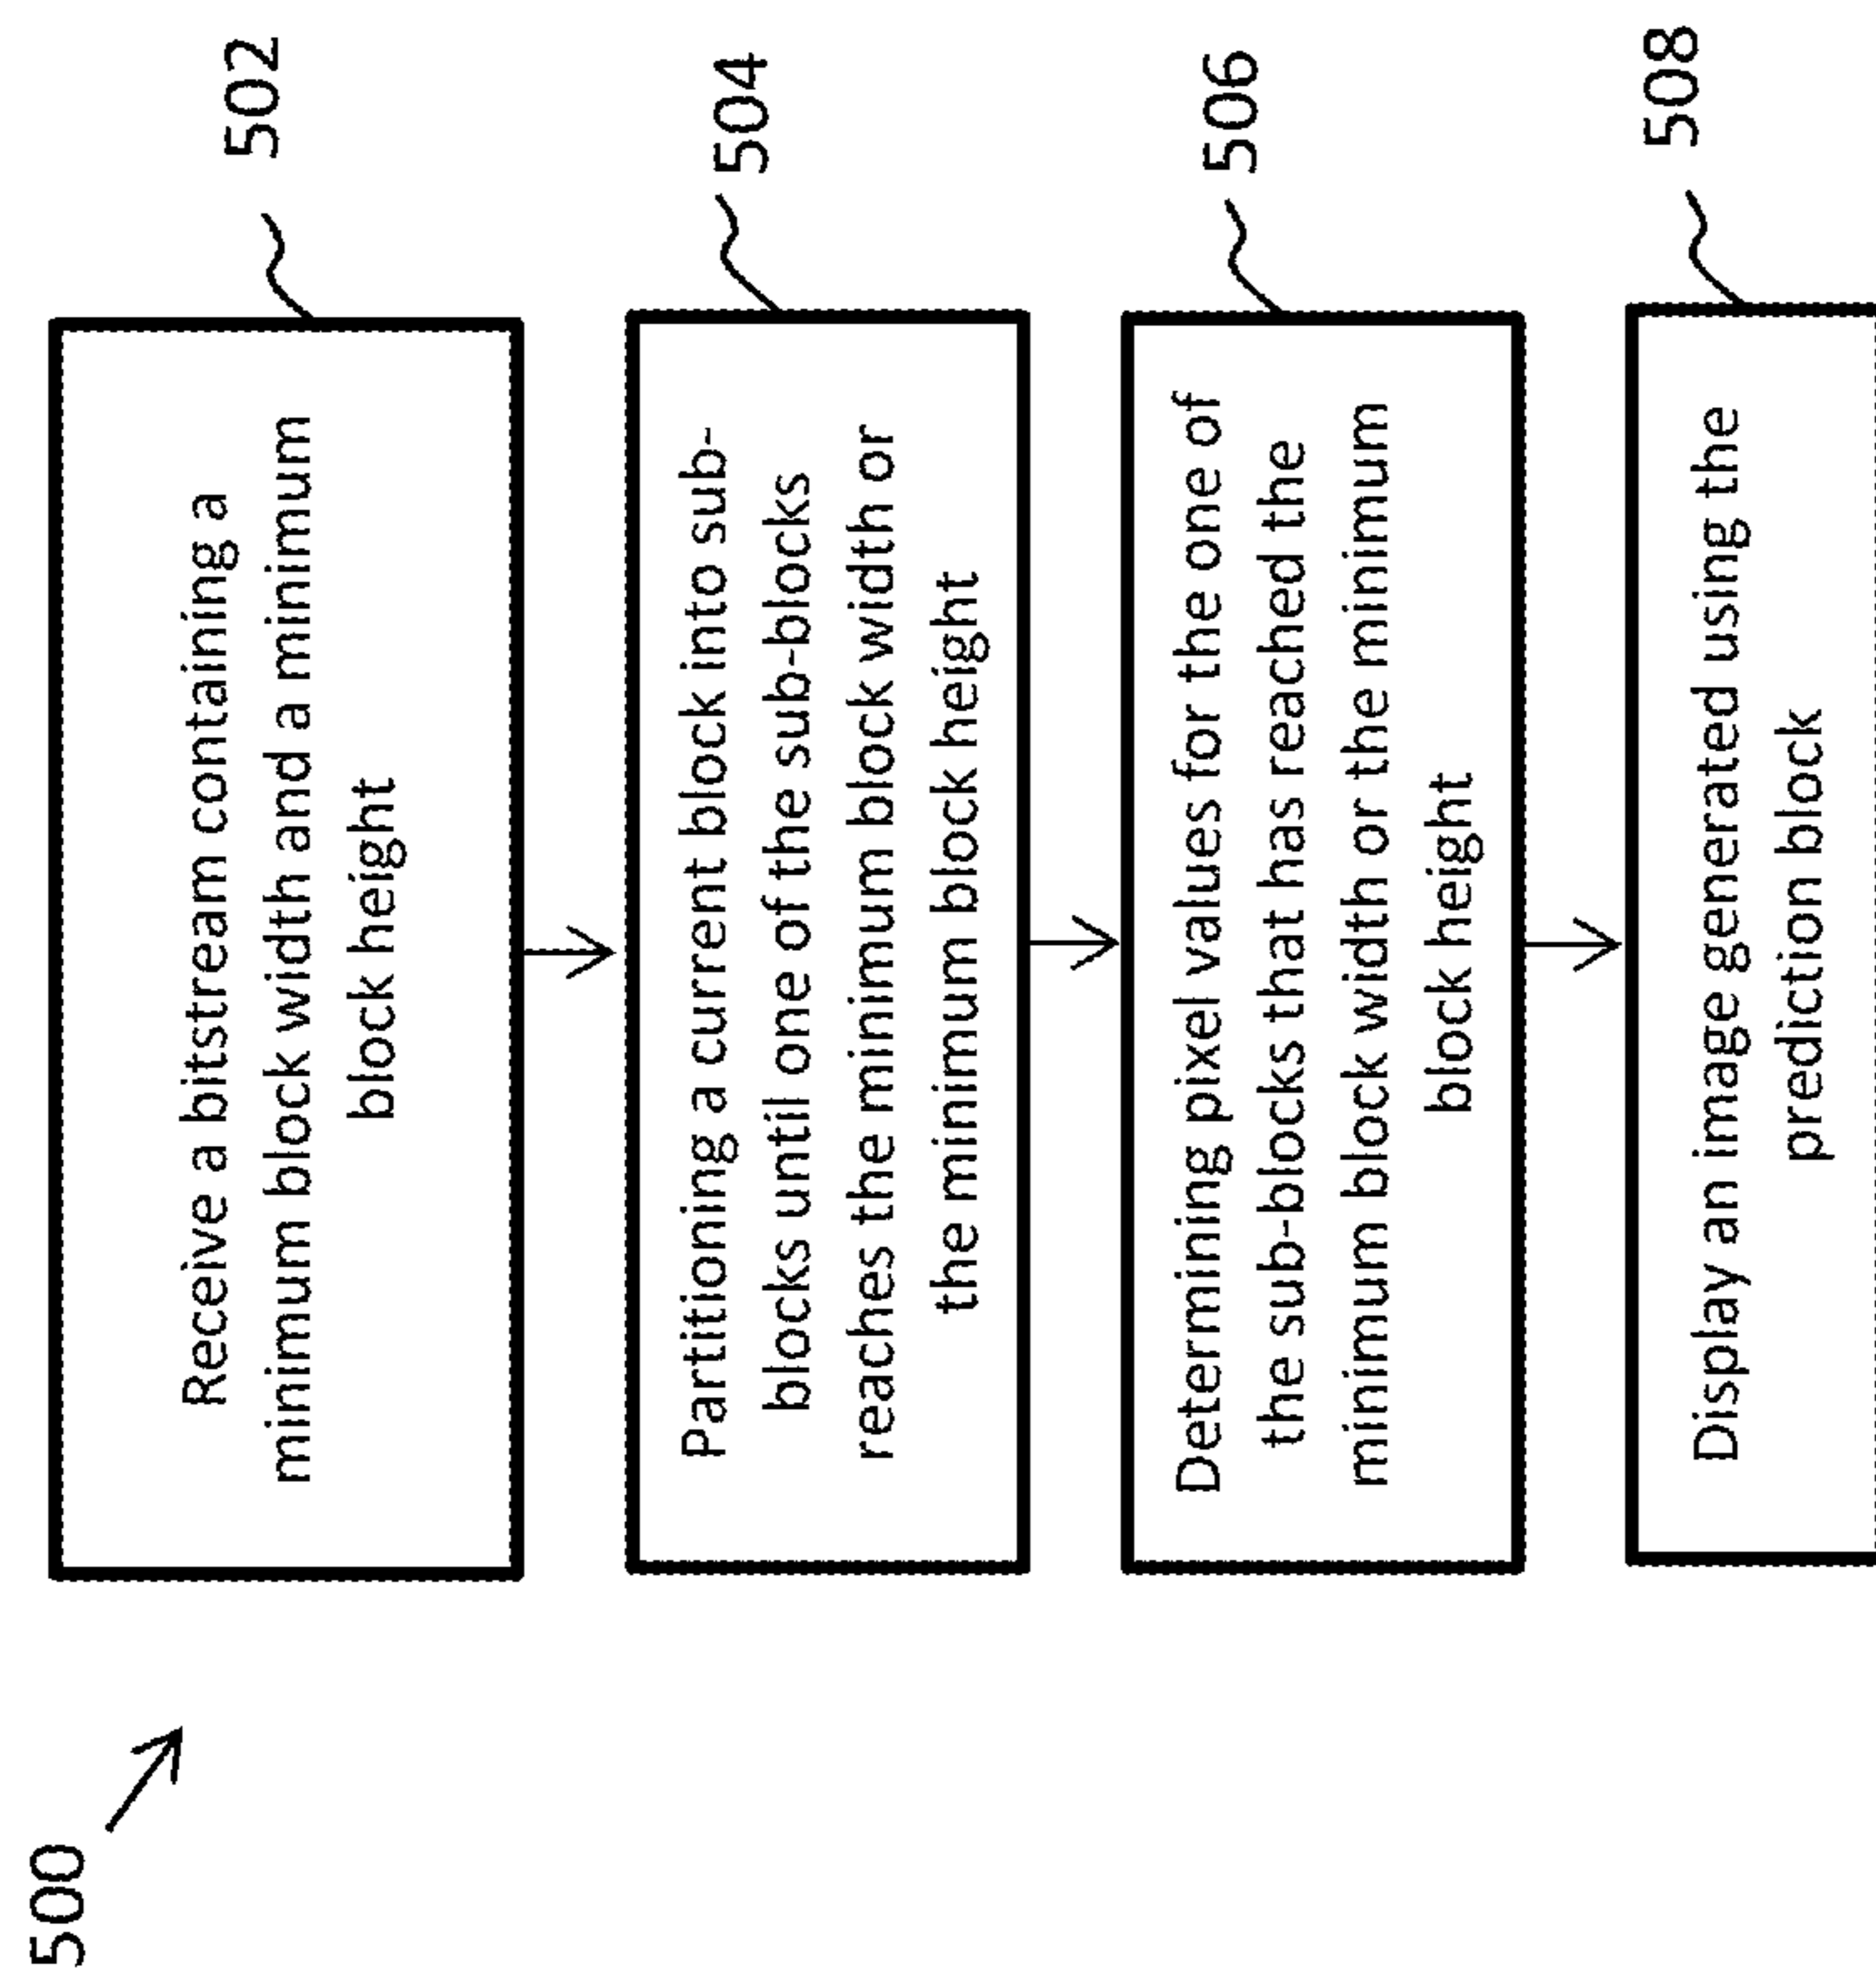 500
502
Receive a bitstream containing a
minimum block width and a minimum
block height
504
Partitioning a current block into sub-
blocks until one of the sub-blocks
reaches the minimum block width or
the minimum block height
506
Determining pixel values for the one of
the sub-blocks that has reached the
minimum block width or the minimum
block height
508
Display an image generated using the
prediction block